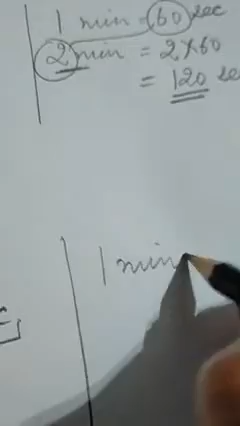 1 min = 60 sec
2 min = 2×60
= 120 se
1 min